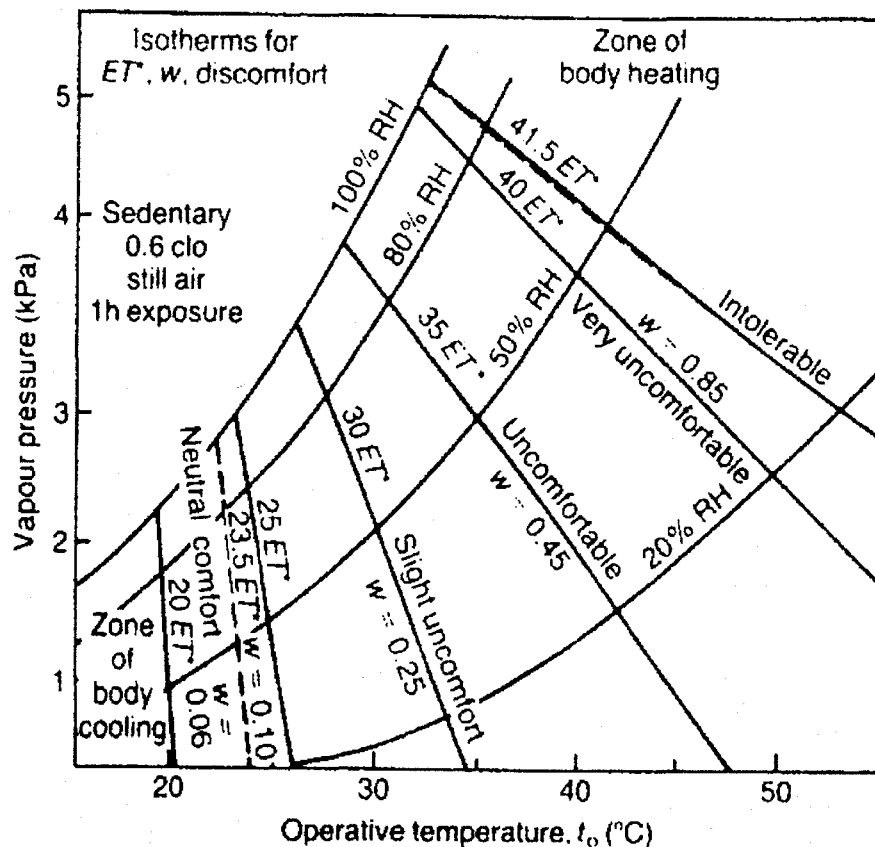 Isotherms for
ET*, w, discomfort
Zone of
body heating
Sedentary
0.6 clo
still air
1h exposure
100% RH
80% RH
50% RH
20% RH
41.5 ET*
40 ET*
35 ET*
30 ET*
25 ET*
23.5 ET*
20 ET*
Intolerable
w = 0.85
Very uncomfortable
Uncomfortable
w = 0.45
Slight uncomfort
w = 0.25
w = 0.10
Neutral comfort
w =
0.06
Zone
of
body
cooling
Vapour pressure (kPa)
5
4
3
2
1
20
30
40
50
Operative temperature, to (°C)